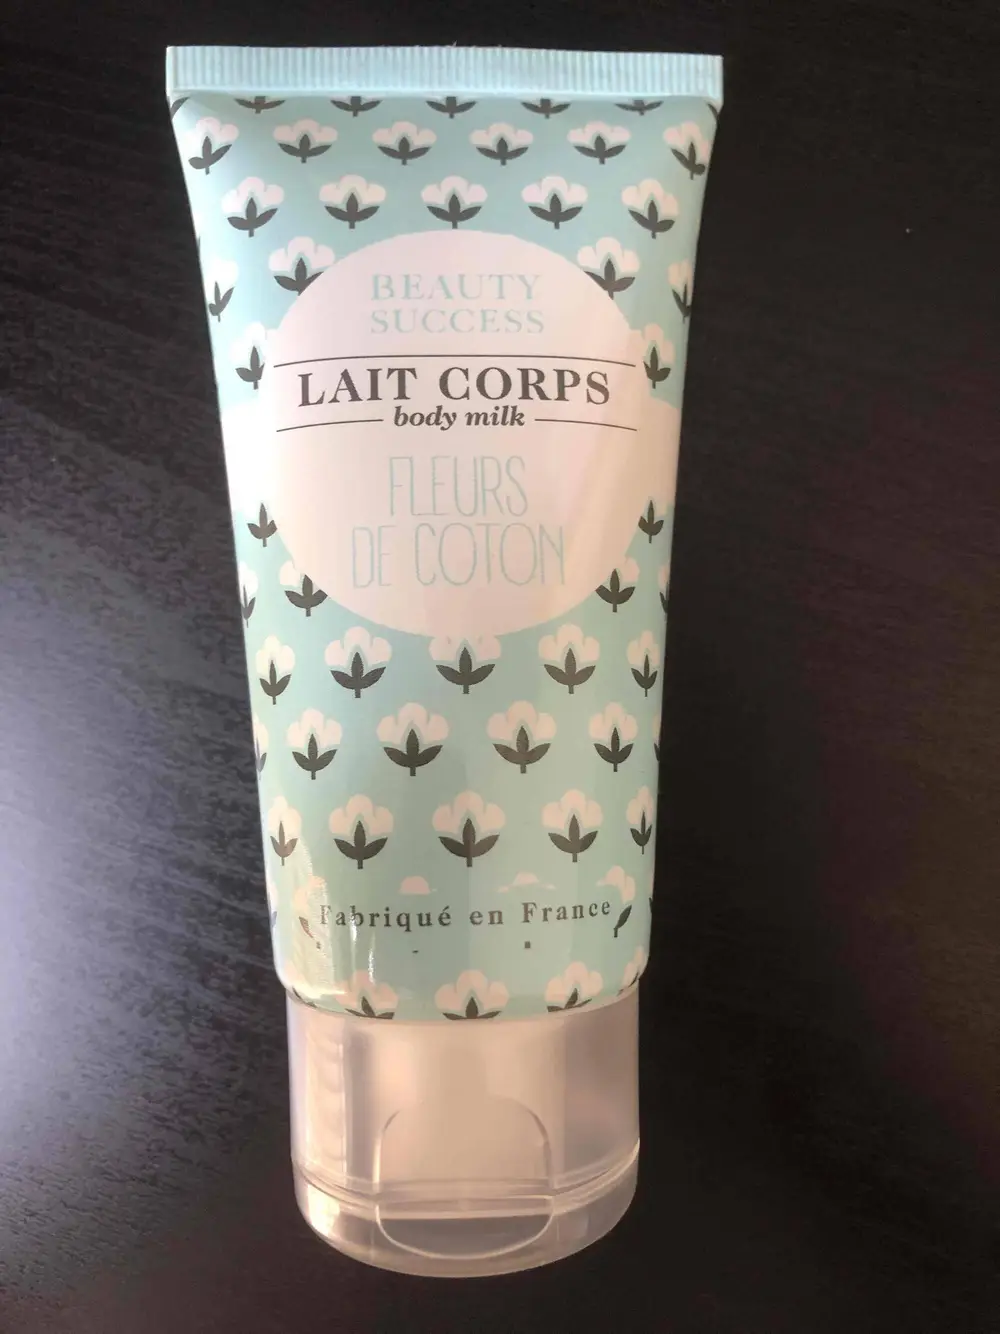 BEAUTY
SUCCESS
LAIT CORPS
body milk
FLEURS
DE COTON
Fabriqué en France